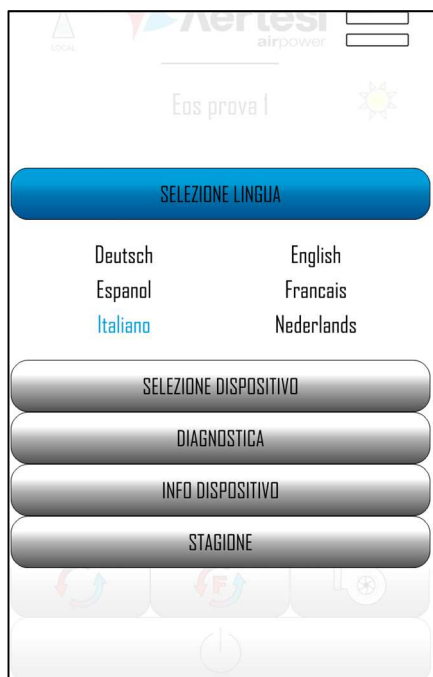 Aertesi
airpower
LOCAL
Eos prova 1
SELEZIONE LINGUA
Deutsch English
Espanol Francais
Italiano Nederlands
SELEZIONE DISPOSITIVO
DIAGNOSTICA
INFO DISPOSITIVO
STAGIONE
F